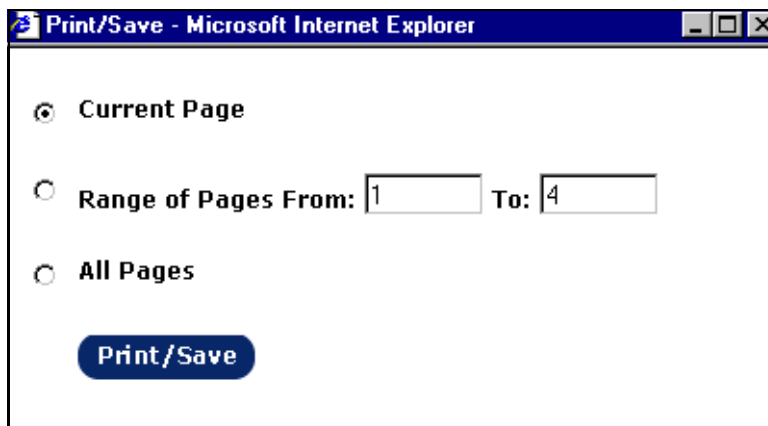 Print/Save - Microsoft Internet Explorer
Current Page
Range of Pages From: 1 To: 4
All Pages
Print/Save